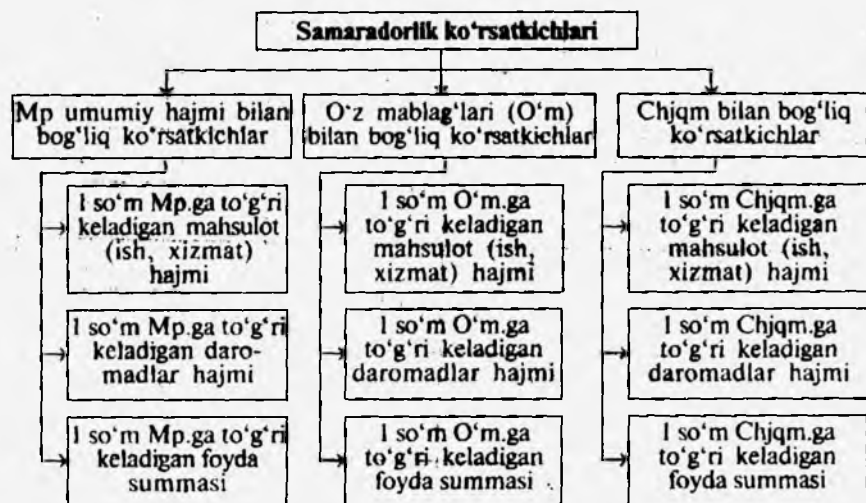 Samaradorlik ko‘rsatkichlari
Mp umumiy hajmi bilan
bog‘liq ko‘rsatkichlar
O‘z mablag‘lari (O‘m)
bilan bog‘liq ko‘rsatkichlar
Chjqm bilan bog‘liq
ko‘rsatkichlar
1 so‘m Mp.ga to‘g‘ri
keladigan mahsulot
(ish, xizmat)
hajmi
1 so‘m O‘m.ga
to‘g‘ri keladigan
mahsulot (ish,
xizmat) hajmi
1 so‘m Chjqm.ga
to‘g‘ri keladigan
mahsulot (ish,
xizmat) hajmi
1 so‘m Mp.ga to‘g‘ri
keladigan daro-
madlar hajmi
1 so‘m O‘m.ga
to‘g‘ri keladigan
daromadlar hajmi
1 so‘m Chjqm.ga
to‘g‘ri keladigan
daromadlar hajmi
1 so‘m Mp.ga to‘g‘ri
keladigan foyda
summasi
1 so‘m O‘m.ga
to‘g‘ri keladigan
foyda summasi
1 so‘m Chjqm.ga
to‘g‘ri keladigan
foyda summasi